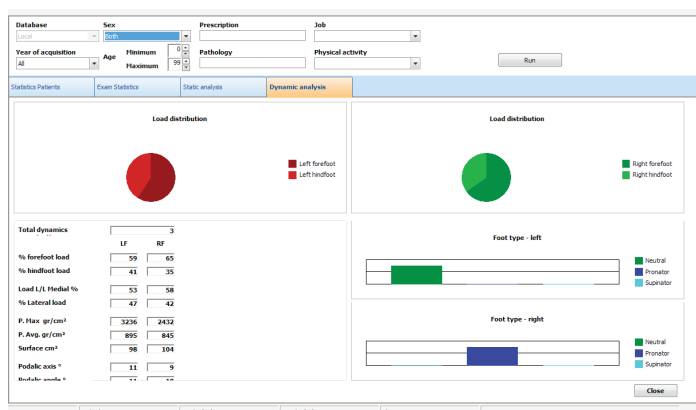 Database Sex Prescription Job
Local Both
Year of acquisition Age Minimum 0 Pathology Physical activity
All Maximum 99 Run
Statistics Patients Exam Statistics Static analysis Dynamic analysis
Load distribution Load distribution
Left forefoot Right forefoot
Left hindfoot Right hindfoot
Total dynamics 3
LF RF
% forefoot load 59 65
% hindfoot load 41 35
Load L/L Medial % 53 58
% Lateral load 47 42
P. Max gr/cm² 3236 2432
P. Avg. gr/cm² 895 845
Surface cm² 98 104
Podalic axis ° 11 9
Podalic angle °
Foot type - left
Neutral
Pronator
Supinator
Foot type - right
Neutral
Pronator
Supinator
Close